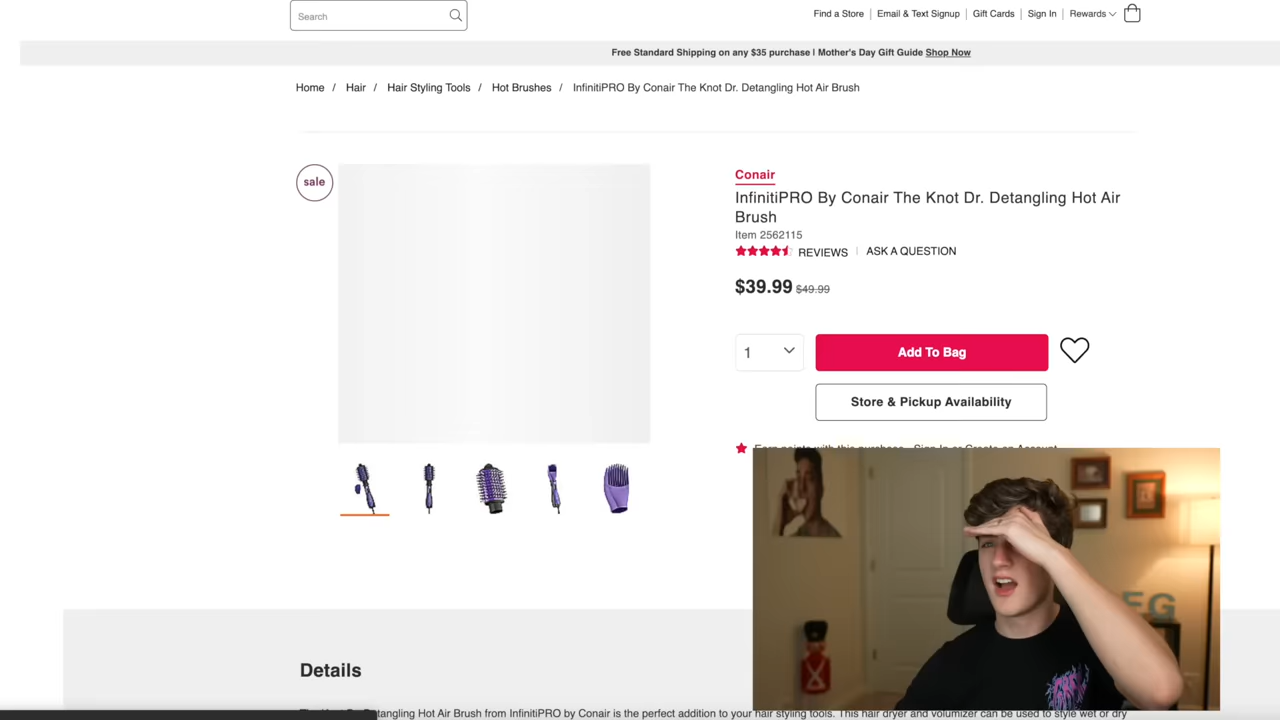 Search
Find a Store
Email & Text Signup
Gift Cards
Sign In
Rewards
Free Standard Shipping on any $35 purchase | Mother's Day Gift Guide Shop Now
Home / Hair / Hair Styling Tools / Hot Brushes / InfinitiPRO By Conair The Knot Dr. Detangling Hot Air Brush
sale
Conair
InfinitiPRO By Conair The Knot Dr. Detangling Hot Air
Brush
Item 2562115
REVIEWS
ASK A QUESTION
$39.99 $49.99
1
Add To Bag
Store & Pickup Availability
Earn points with this purchase. Sign In or Create an Account
FG
Details
The Knot Dr. Detangling Hot Air Brush from InfinitiPRO by Conair is the perfect addition to your hair styling tools. This hair dryer and volumizer can be used to style wet or dry